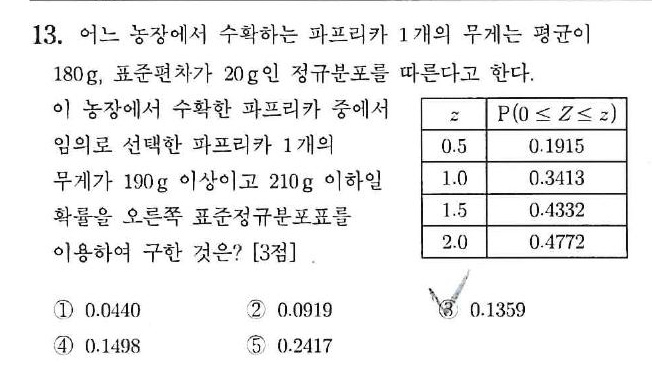 13. 어느 농장에서 수확하는 파프리카 1개의 무게는 평균이
180g, 표준편차가 20g인 정규분포를 따른다고 한다.
이 농장에서 수확한 파프리카 중에서
임의로 선택한 파프리카 1개의
무게가 190g 이상이고 210g 이하일
확률을 오른쪽 표준정규분포표를
이용하여 구한 것은? [3점]
z P(0≤Z≤z)
0.5 0.1915
1.0 0.3413
1.5 0.4332
2.0 0.4772
① 0.0440 ② 0.0919 ③ 0.1359
④ 0.1498 ⑤ 0.2417